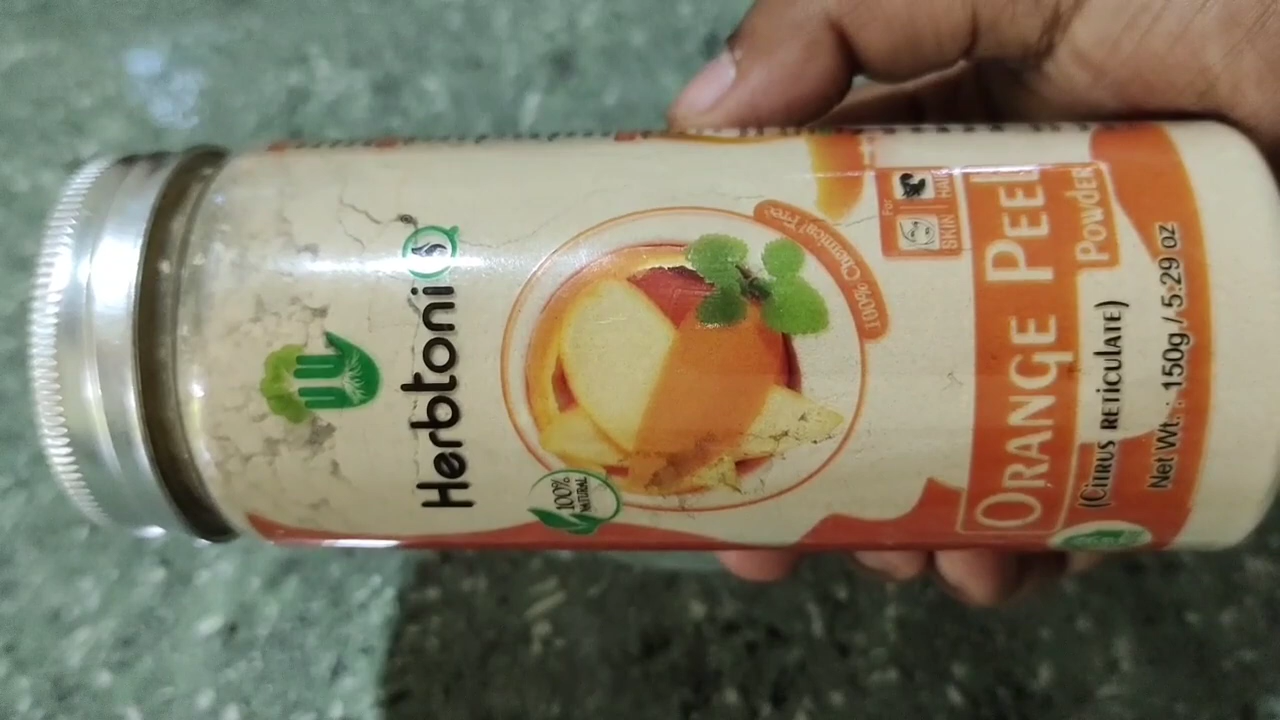 Herbtoniq
100% NATURAL
100% Chemical Free
For
SKIN
HAIR
ORANGE PEEL
Powder
(CITRUS RETICULATE)
Net Wt. : 150g / 5.29 oz